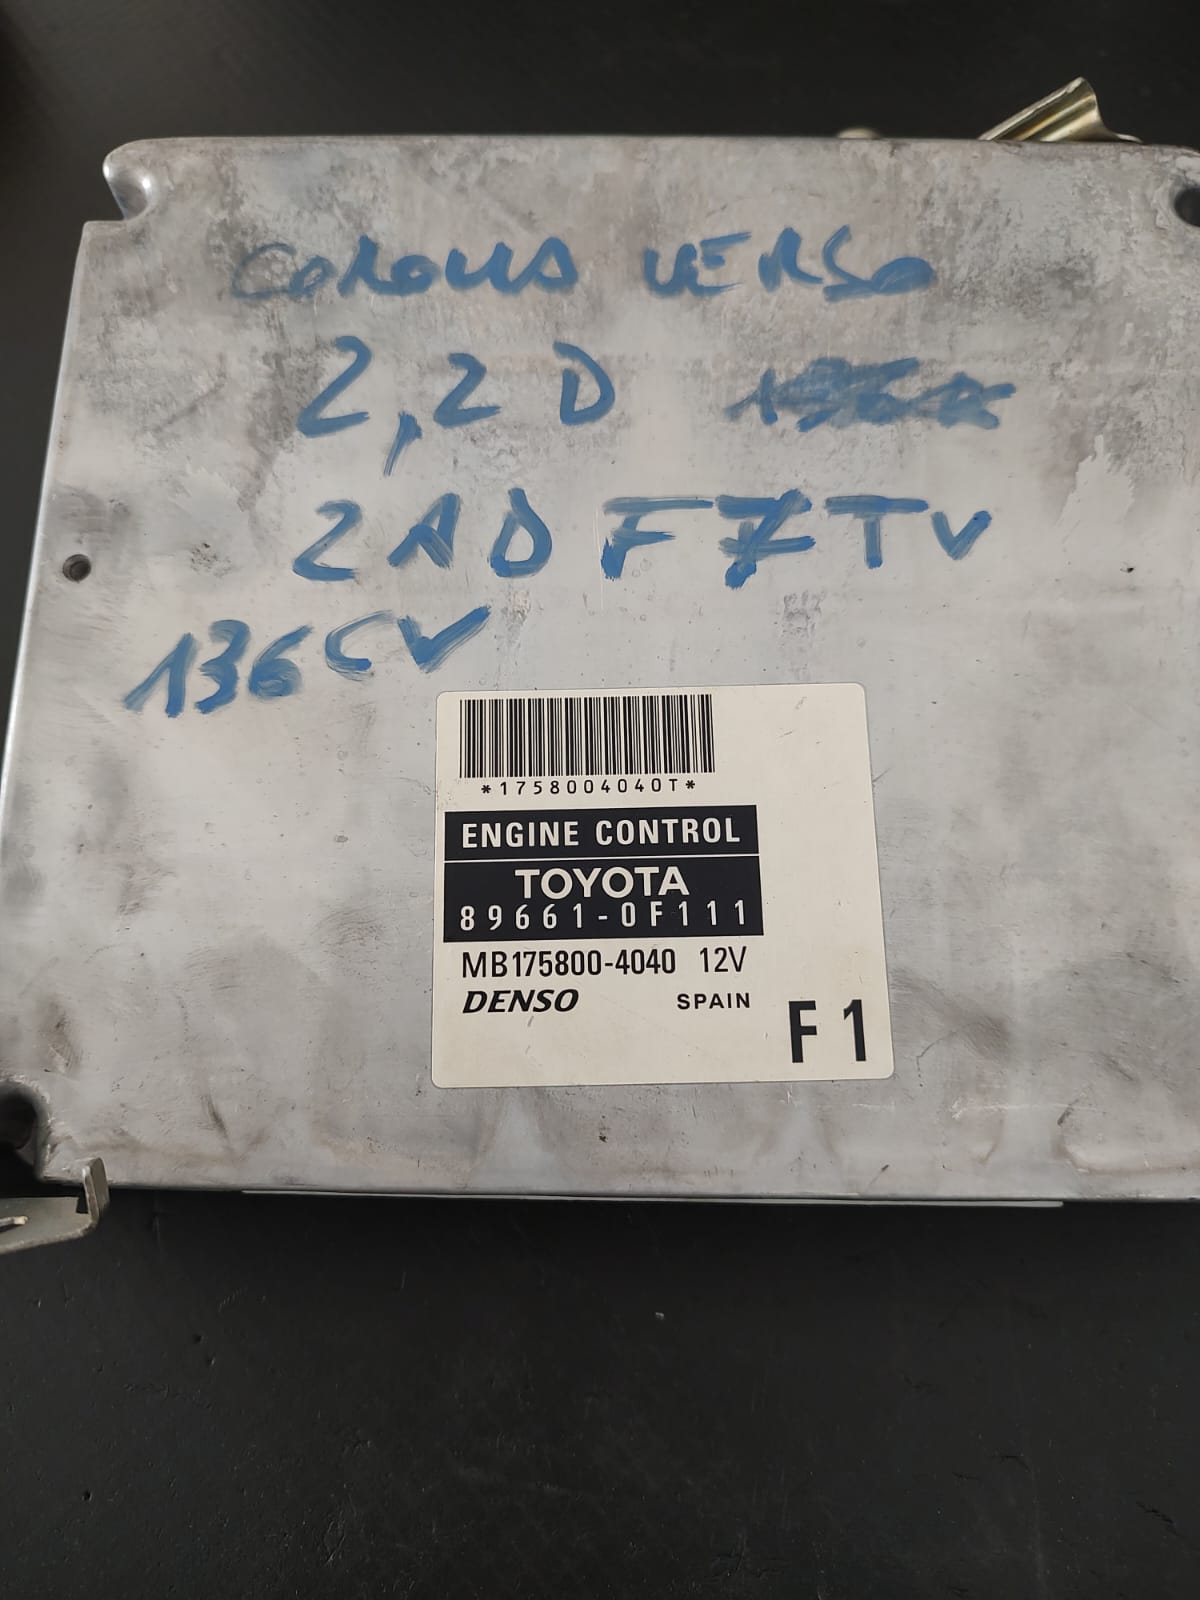 COROLLA VERSO
2,2 D
2AD FTV
136CV
*1758004040T*
ENGINE CONTROL
TOYOTA
89661-0F111
MB175800-4040 12V
DENSO SPAIN
F1